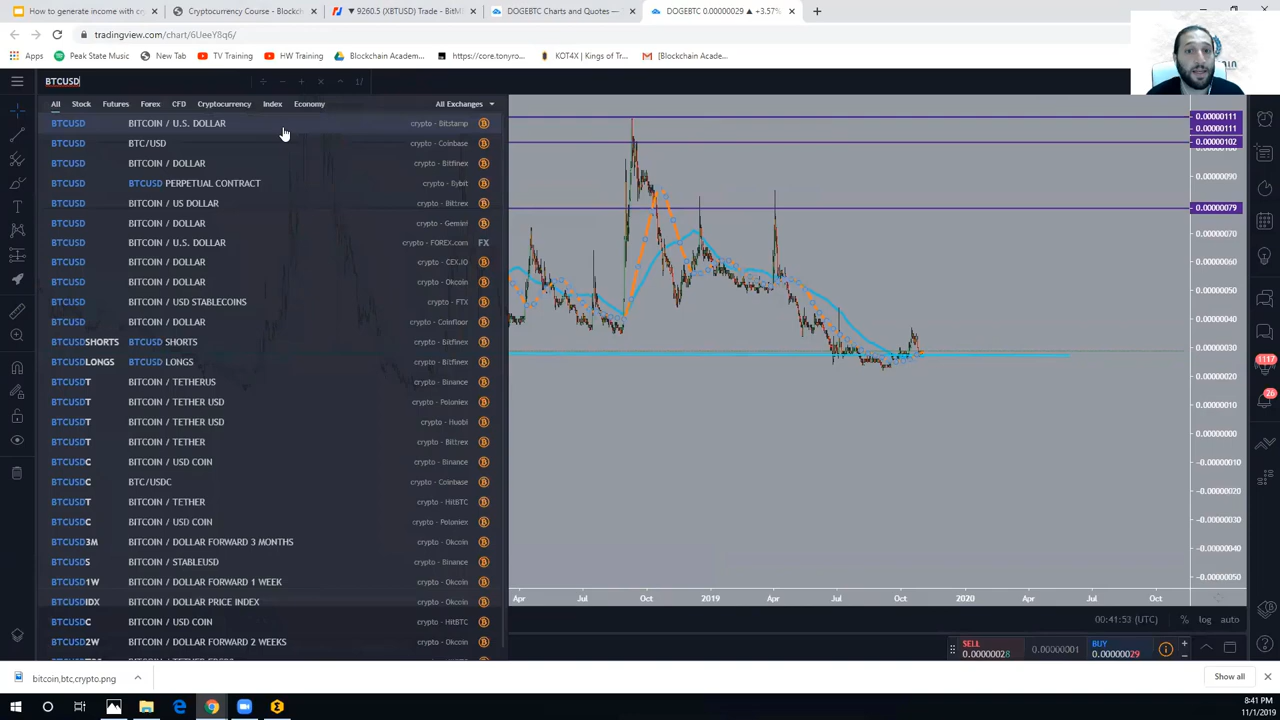 How to generate income with cry
Cryptocurrency Course - Blockch
9260.5 (XBTUSD) Trade - BitM
DOGEBTC Charts and Quotes —
DOGEBTC 0.00000029 ▲ +3.57%
tradingview.com/chart/6UeeY8q6/
Apps
Peak State Music
New Tab
TV Training
HW Training
Blockchain Academ...
https://core.tonyro...
KOT4X | Kings of Tr...
[Blockchain Academ...
BTCUSD
All Stock Futures Forex CFD Cryptocurrency Index Economy All Exchanges
BTCUSD BITCOIN / U.S. DOLLAR crypto - Bitstamp
BTCUSD BTC/USD crypto - Coinbase
BTCUSD BITCOIN / DOLLAR crypto - Bitfinex
BTCUSD BTCUSD PERPETUAL CONTRACT crypto - Bybit
BTCUSD BITCOIN / US DOLLAR crypto - Bittrex
BTCUSD BITCOIN / DOLLAR crypto - Gemini
BTCUSD BITCOIN / U.S. DOLLAR crypto - FOREX.com FX
BTCUSD BITCOIN / DOLLAR crypto - CEX.IO
BTCUSD BITCOIN / DOLLAR crypto - Okcoin
BTCUSD BITCOIN / USD STABLECOINS crypto - FTX
BTCUSD BITCOIN / DOLLAR crypto - Coinfloor
BTCUSDSHORTS BTCUSD SHORTS crypto - Bitfinex
BTCUSDLONGS BTCUSD LONGS crypto - Bitfinex
BTCUSDT BITCOIN / TETHERUS crypto - Binance
BTCUSDT BITCOIN / TETHER USD crypto - Poloniex
BTCUSDT BITCOIN / TETHER USD crypto - Huobi
BTCUSDT BITCOIN / TETHER crypto - Bittrex
BTCUSDC BITCOIN / USD COIN crypto - Binance
BTCUSDC BTC/USDC crypto - Coinbase
BTCUSDT BITCOIN / TETHER crypto - HitBTC
BTCUSDC BITCOIN / USD COIN crypto - Poloniex
BTCUSD3M BITCOIN / DOLLAR FORWARD 3 MONTHS crypto - Okcoin
BTCUSDS BITCOIN / STABLEUSD crypto - Binance
BTCUSD1W BITCOIN / DOLLAR FORWARD 1 WEEK crypto - Okcoin
BTCUSDIDX BITCOIN / DOLLAR PRICE INDEX crypto - Okcoin
BTCUSDC BITCOIN / USD COIN crypto - HitBTC
BTCUSD2W BITCOIN / DOLLAR FORWARD 2 WEEKS crypto - Okcoin
0.00000111
0.00000111
0.00000102
0.00000090
0.00000079
0.00000070
0.00000060
0.00000050
0.00000040
0.00000030
0.00000020
0.00000010
0.00000000
−0.00000010
−0.00000020
−0.00000030
−0.00000040
−0.00000050
Apr Jul Oct 2019 Apr Jul Oct 2020 Apr Jul Oct
00:41:53 (UTC) % log auto
SELL
0.00000028
0.00000001
BUY
0.00000029
1117
26
bitcoin,btc,crypto.png
Show all
8:41 PM
11/1/2019